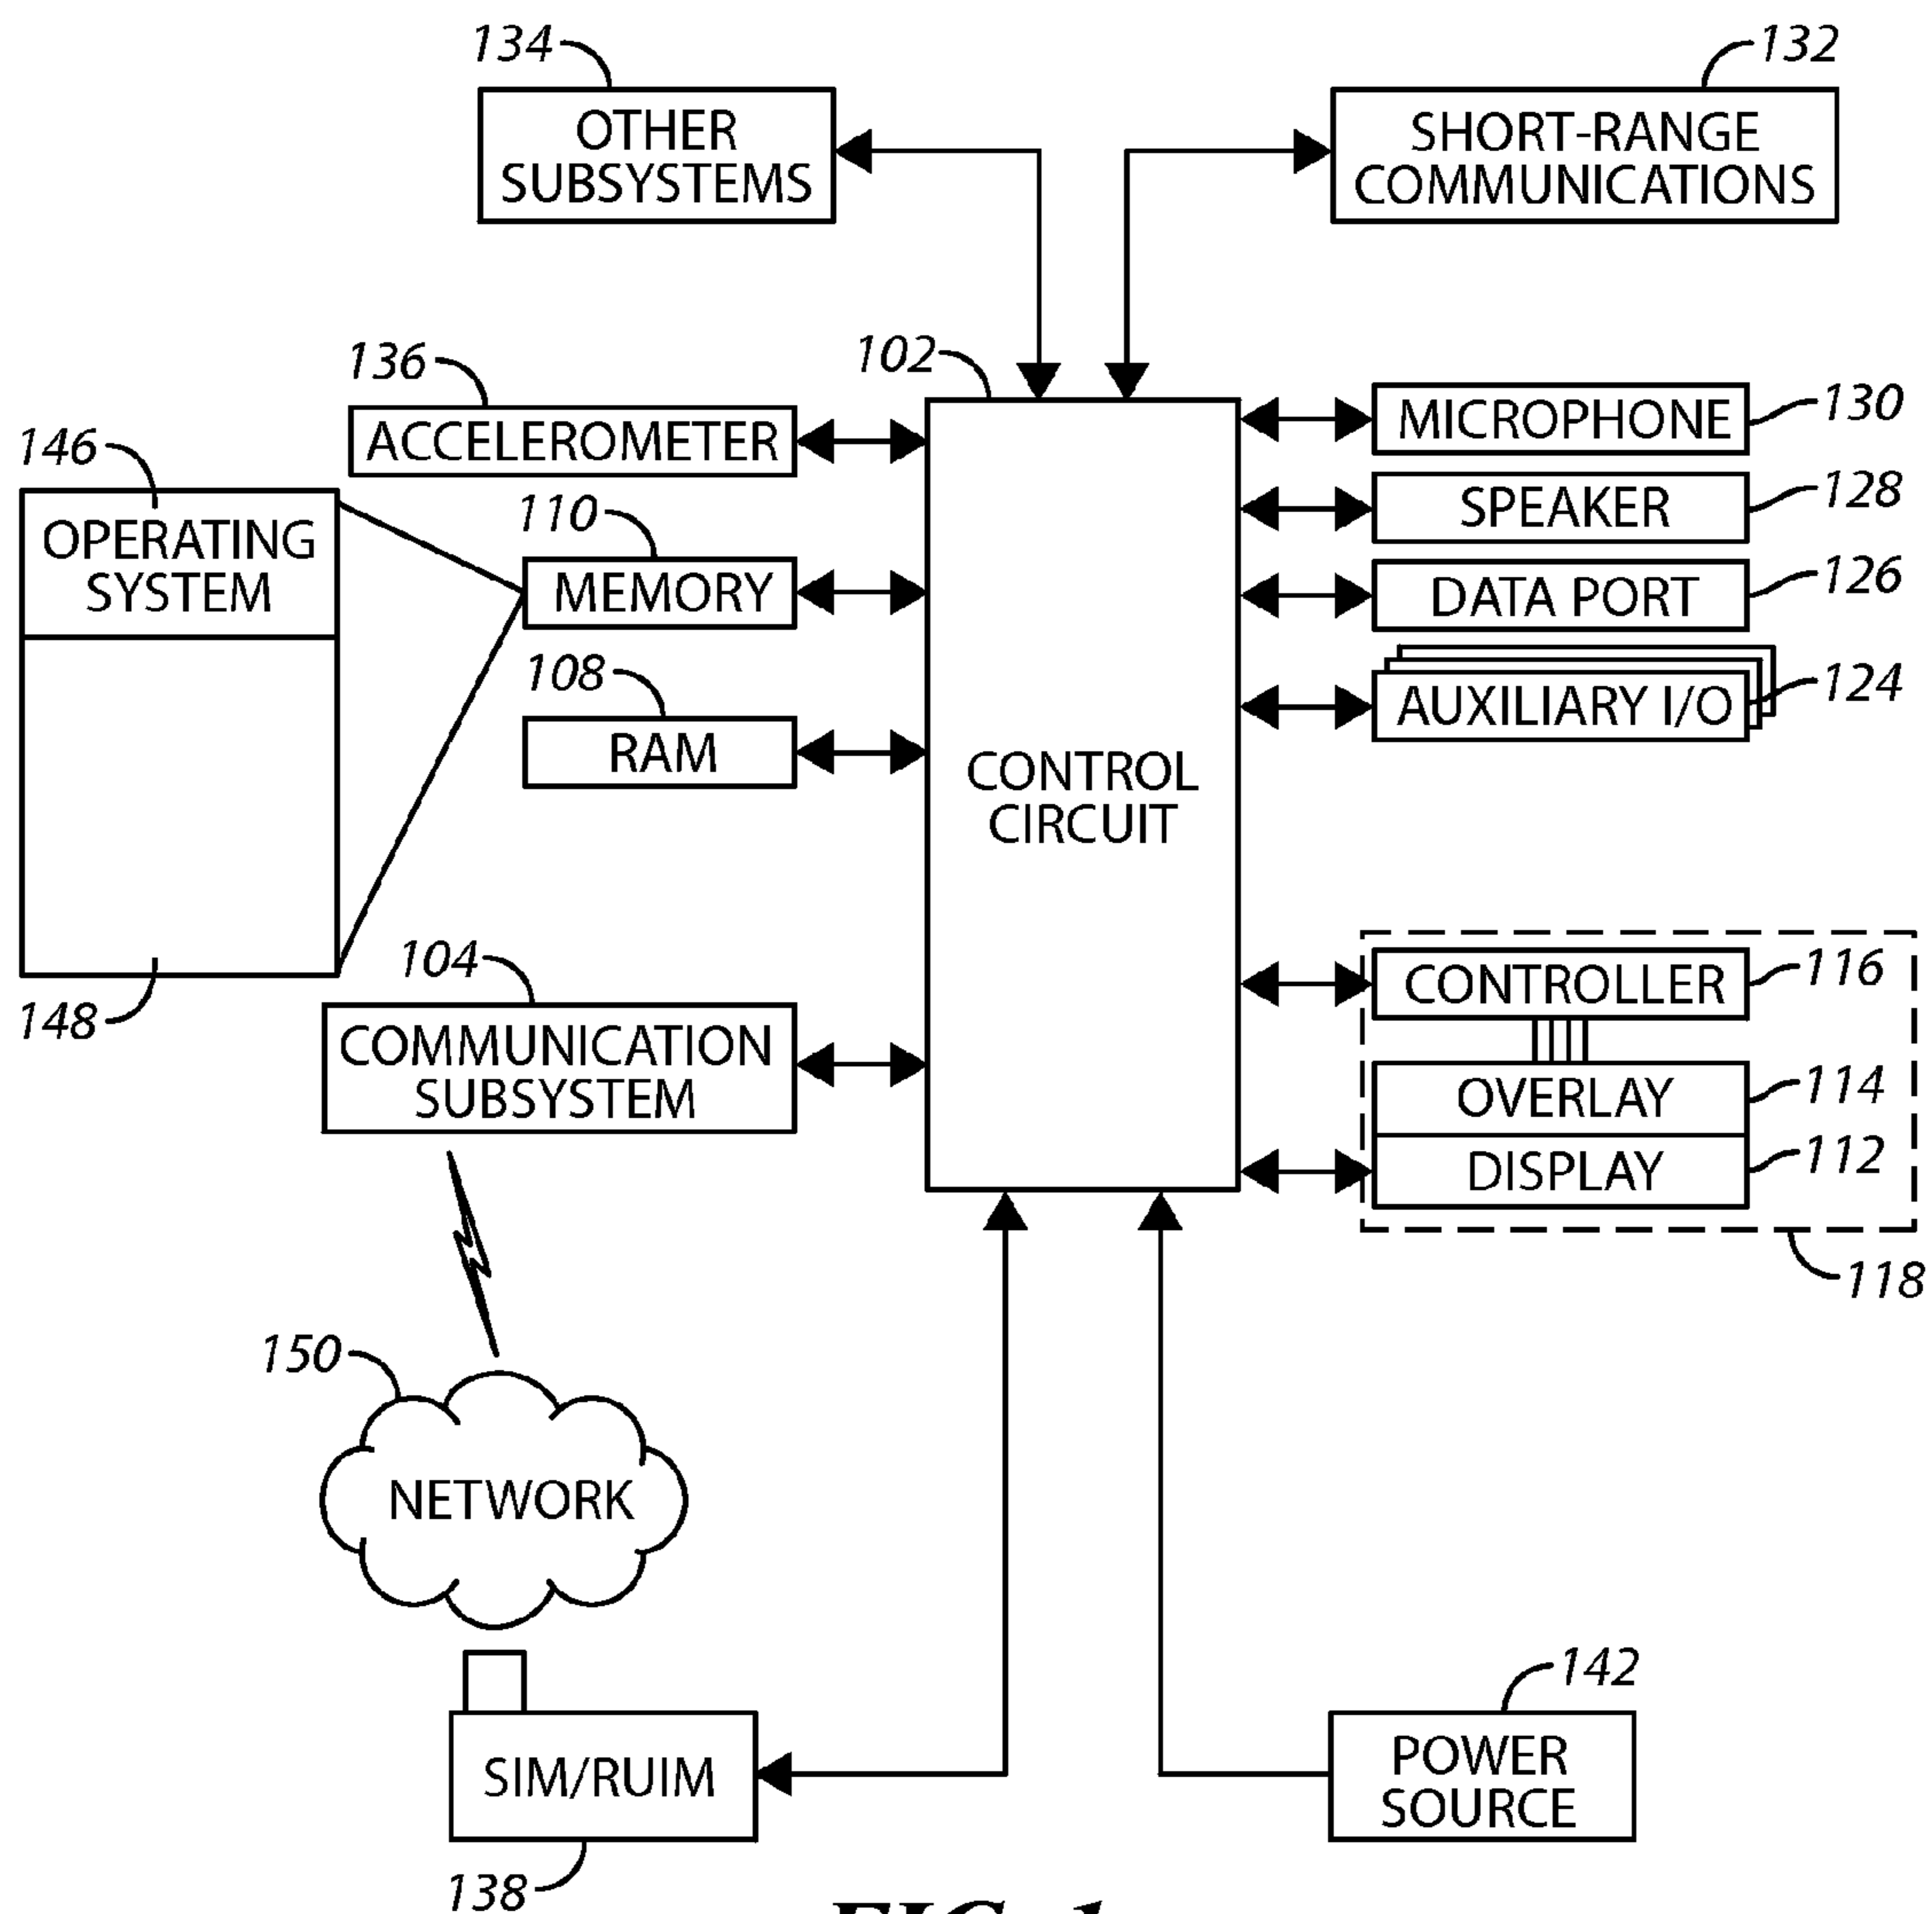 134
OTHER
SUBSYSTEMS
132
SHORT-RANGE
COMMUNICATIONS
136
ACCELEROMETER
102
CONTROL
CIRCUIT
146
OPERATING
SYSTEM
148
110
MEMORY
108
RAM
104
COMMUNICATION
SUBSYSTEM
MICROPHONE
130
SPEAKER
128
DATA PORT
126
AUXILIARY I/O
124
CONTROLLER
116
OVERLAY
114
DISPLAY
112
118
150
NETWORK
SIM/RUIM
138
142
POWER
SOURCE
FIG. 1